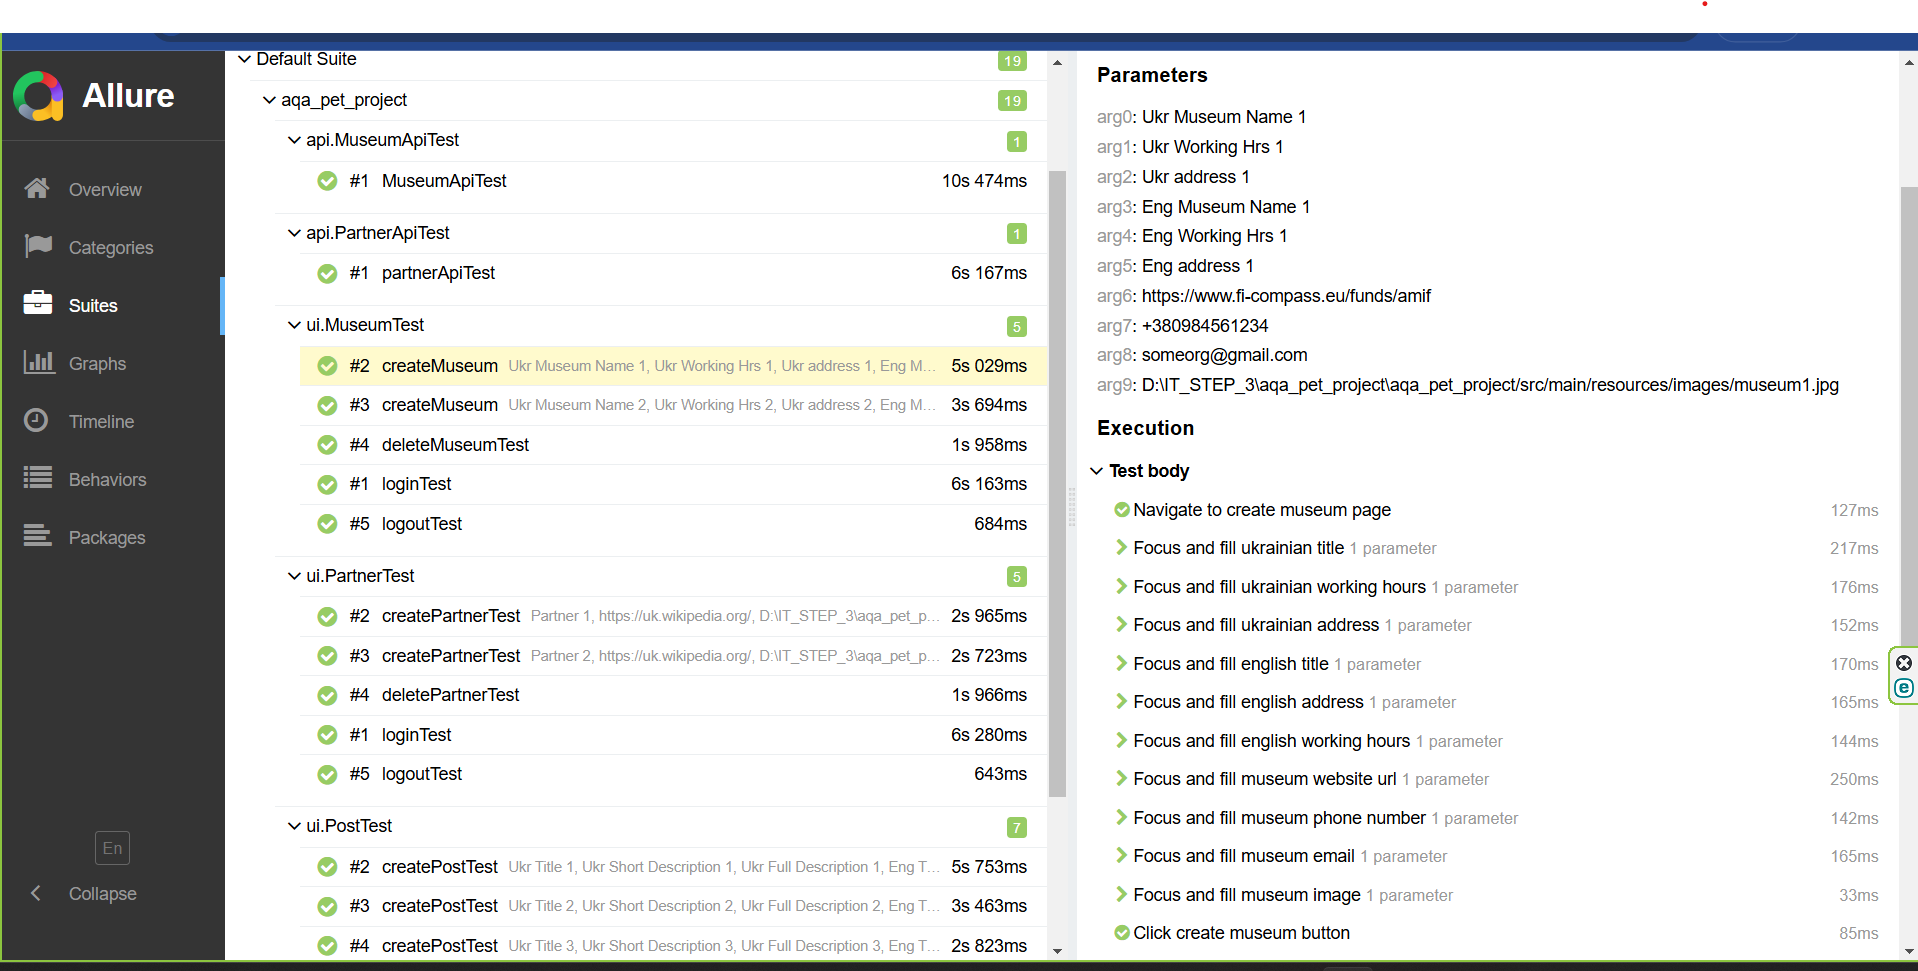 Allure
Overview
Categories
Suites
Graphs
Timeline
Behaviors
Packages
En
Collapse
Default Suite 19
aqa_pet_project 19
api.MuseumApiTest 1
#1 MuseumApiTest 10s 474ms
api.PartnerApiTest 1
#1 partnerApiTest 6s 167ms
ui.MuseumTest 5
#2 createMuseum Ukr Museum Name 1, Ukr Working Hrs 1, Ukr address 1, Eng M... 5s 029ms
#3 createMuseum Ukr Museum Name 2, Ukr Working Hrs 2, Ukr address 2, Eng M... 3s 694ms
#4 deleteMuseumTest 1s 958ms
#1 loginTest 6s 163ms
#5 logoutTest 684ms
ui.PartnerTest 5
#2 createPartnerTest Partner 1, https://uk.wikipedia.org/, D:\IT_STEP_3\aqa_pet_p... 2s 965ms
#3 createPartnerTest Partner 2, https://uk.wikipedia.org/, D:\IT_STEP_3\aqa_pet_p... 2s 723ms
#4 deletePartnerTest 1s 966ms
#1 loginTest 6s 280ms
#5 logoutTest 643ms
ui.PostTest 7
#2 createPostTest Ukr Title 1, Ukr Short Description 1, Ukr Full Description 1, Eng T... 5s 753ms
#3 createPostTest Ukr Title 2, Ukr Short Description 2, Ukr Full Description 2, Eng T... 3s 463ms
#4 createPostTest Ukr Title 3, Ukr Short Description 3, Ukr Full Description 3, Eng T... 2s 823ms
Parameters
arg0: Ukr Museum Name 1
arg1: Ukr Working Hrs 1
arg2: Ukr address 1
arg3: Eng Museum Name 1
arg4: Eng Working Hrs 1
arg5: Eng address 1
arg6: https://www.fi-compass.eu/funds/amif
arg7: +380984561234
arg8: someorg@gmail.com
arg9: D:\IT_STEP_3\aqa_pet_project\aqa_pet_project/src/main/resources/images/museum1.jpg
Execution
Test body
Navigate to create museum page 127ms
Focus and fill ukrainian title 1 parameter 217ms
Focus and fill ukrainian working hours 1 parameter 176ms
Focus and fill ukrainian address 1 parameter 152ms
Focus and fill english title 1 parameter 170ms
Focus and fill english address 1 parameter 165ms
Focus and fill english working hours 1 parameter 144ms
Focus and fill museum website url 1 parameter 250ms
Focus and fill museum phone number 1 parameter 142ms
Focus and fill museum email 1 parameter 165ms
Focus and fill museum image 1 parameter 33ms
Click create museum button 85ms